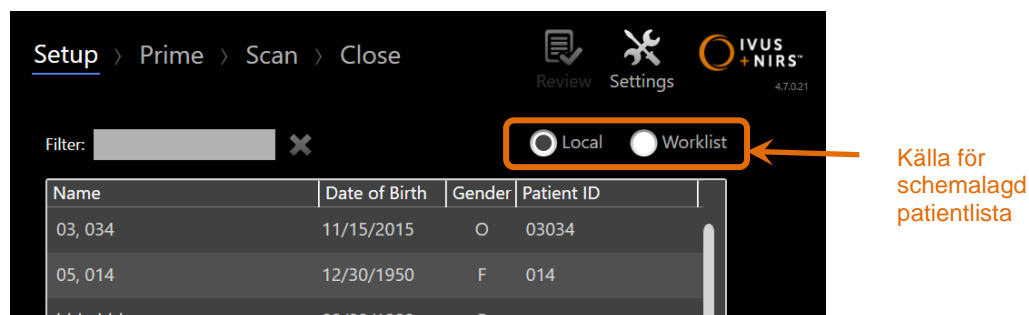 Setup 〉 Prime 〉 Scan 〉 Close
Review
Settings
IVUS
+NIRS™
4.7.0.21
Filter:
Local
Worklist
Name Date of Birth Gender Patient ID
03, 034 11/15/2015 O 03034
05, 014 12/30/1950 F 014
Källa för
schemalagd
patientlista